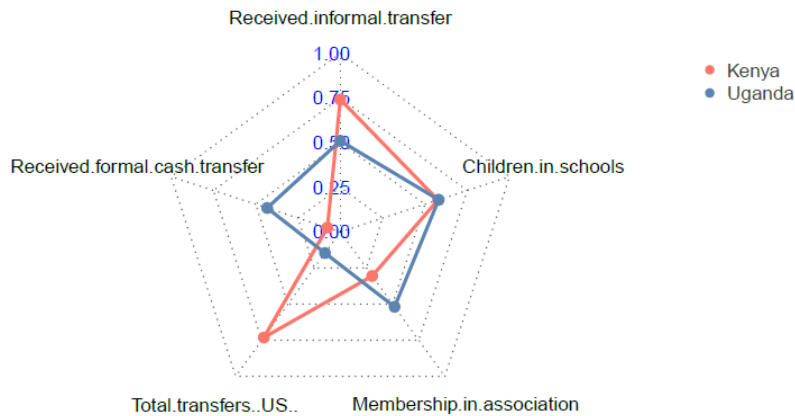 Received.informal.transfer
1.00
Kenya
0.75
Uganda
0.50
Received.formal.cash.transfer
Children.in.schools
0.25
0.00
Total.transfers..US..
Membership.in.association